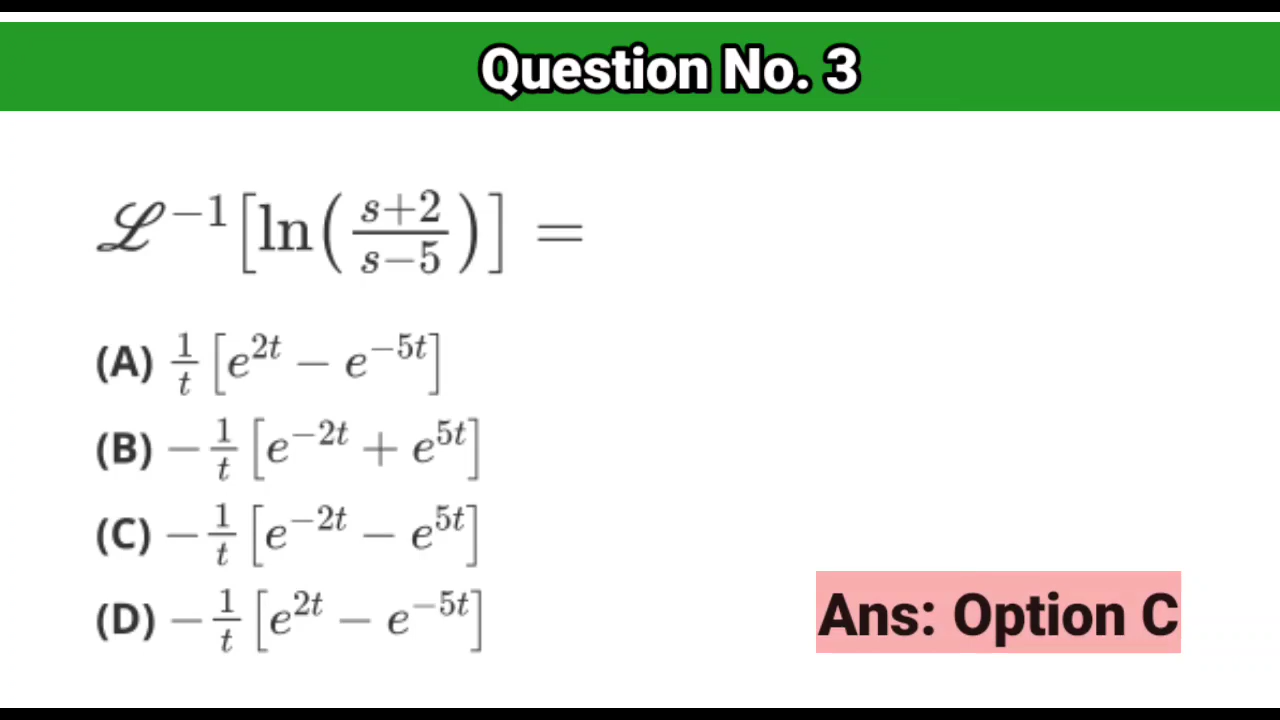 Question No. 3
ℒ⁻¹[ln((s+2)/(s−5))] =
(A) 1/t [e^{2t} − e^{−5t}]
(B) −1/t [e^{−2t} + e^{5t}]
(C) −1/t [e^{−2t} − e^{5t}]
(D) −1/t [e^{2t} − e^{−5t}]
Ans: Option C